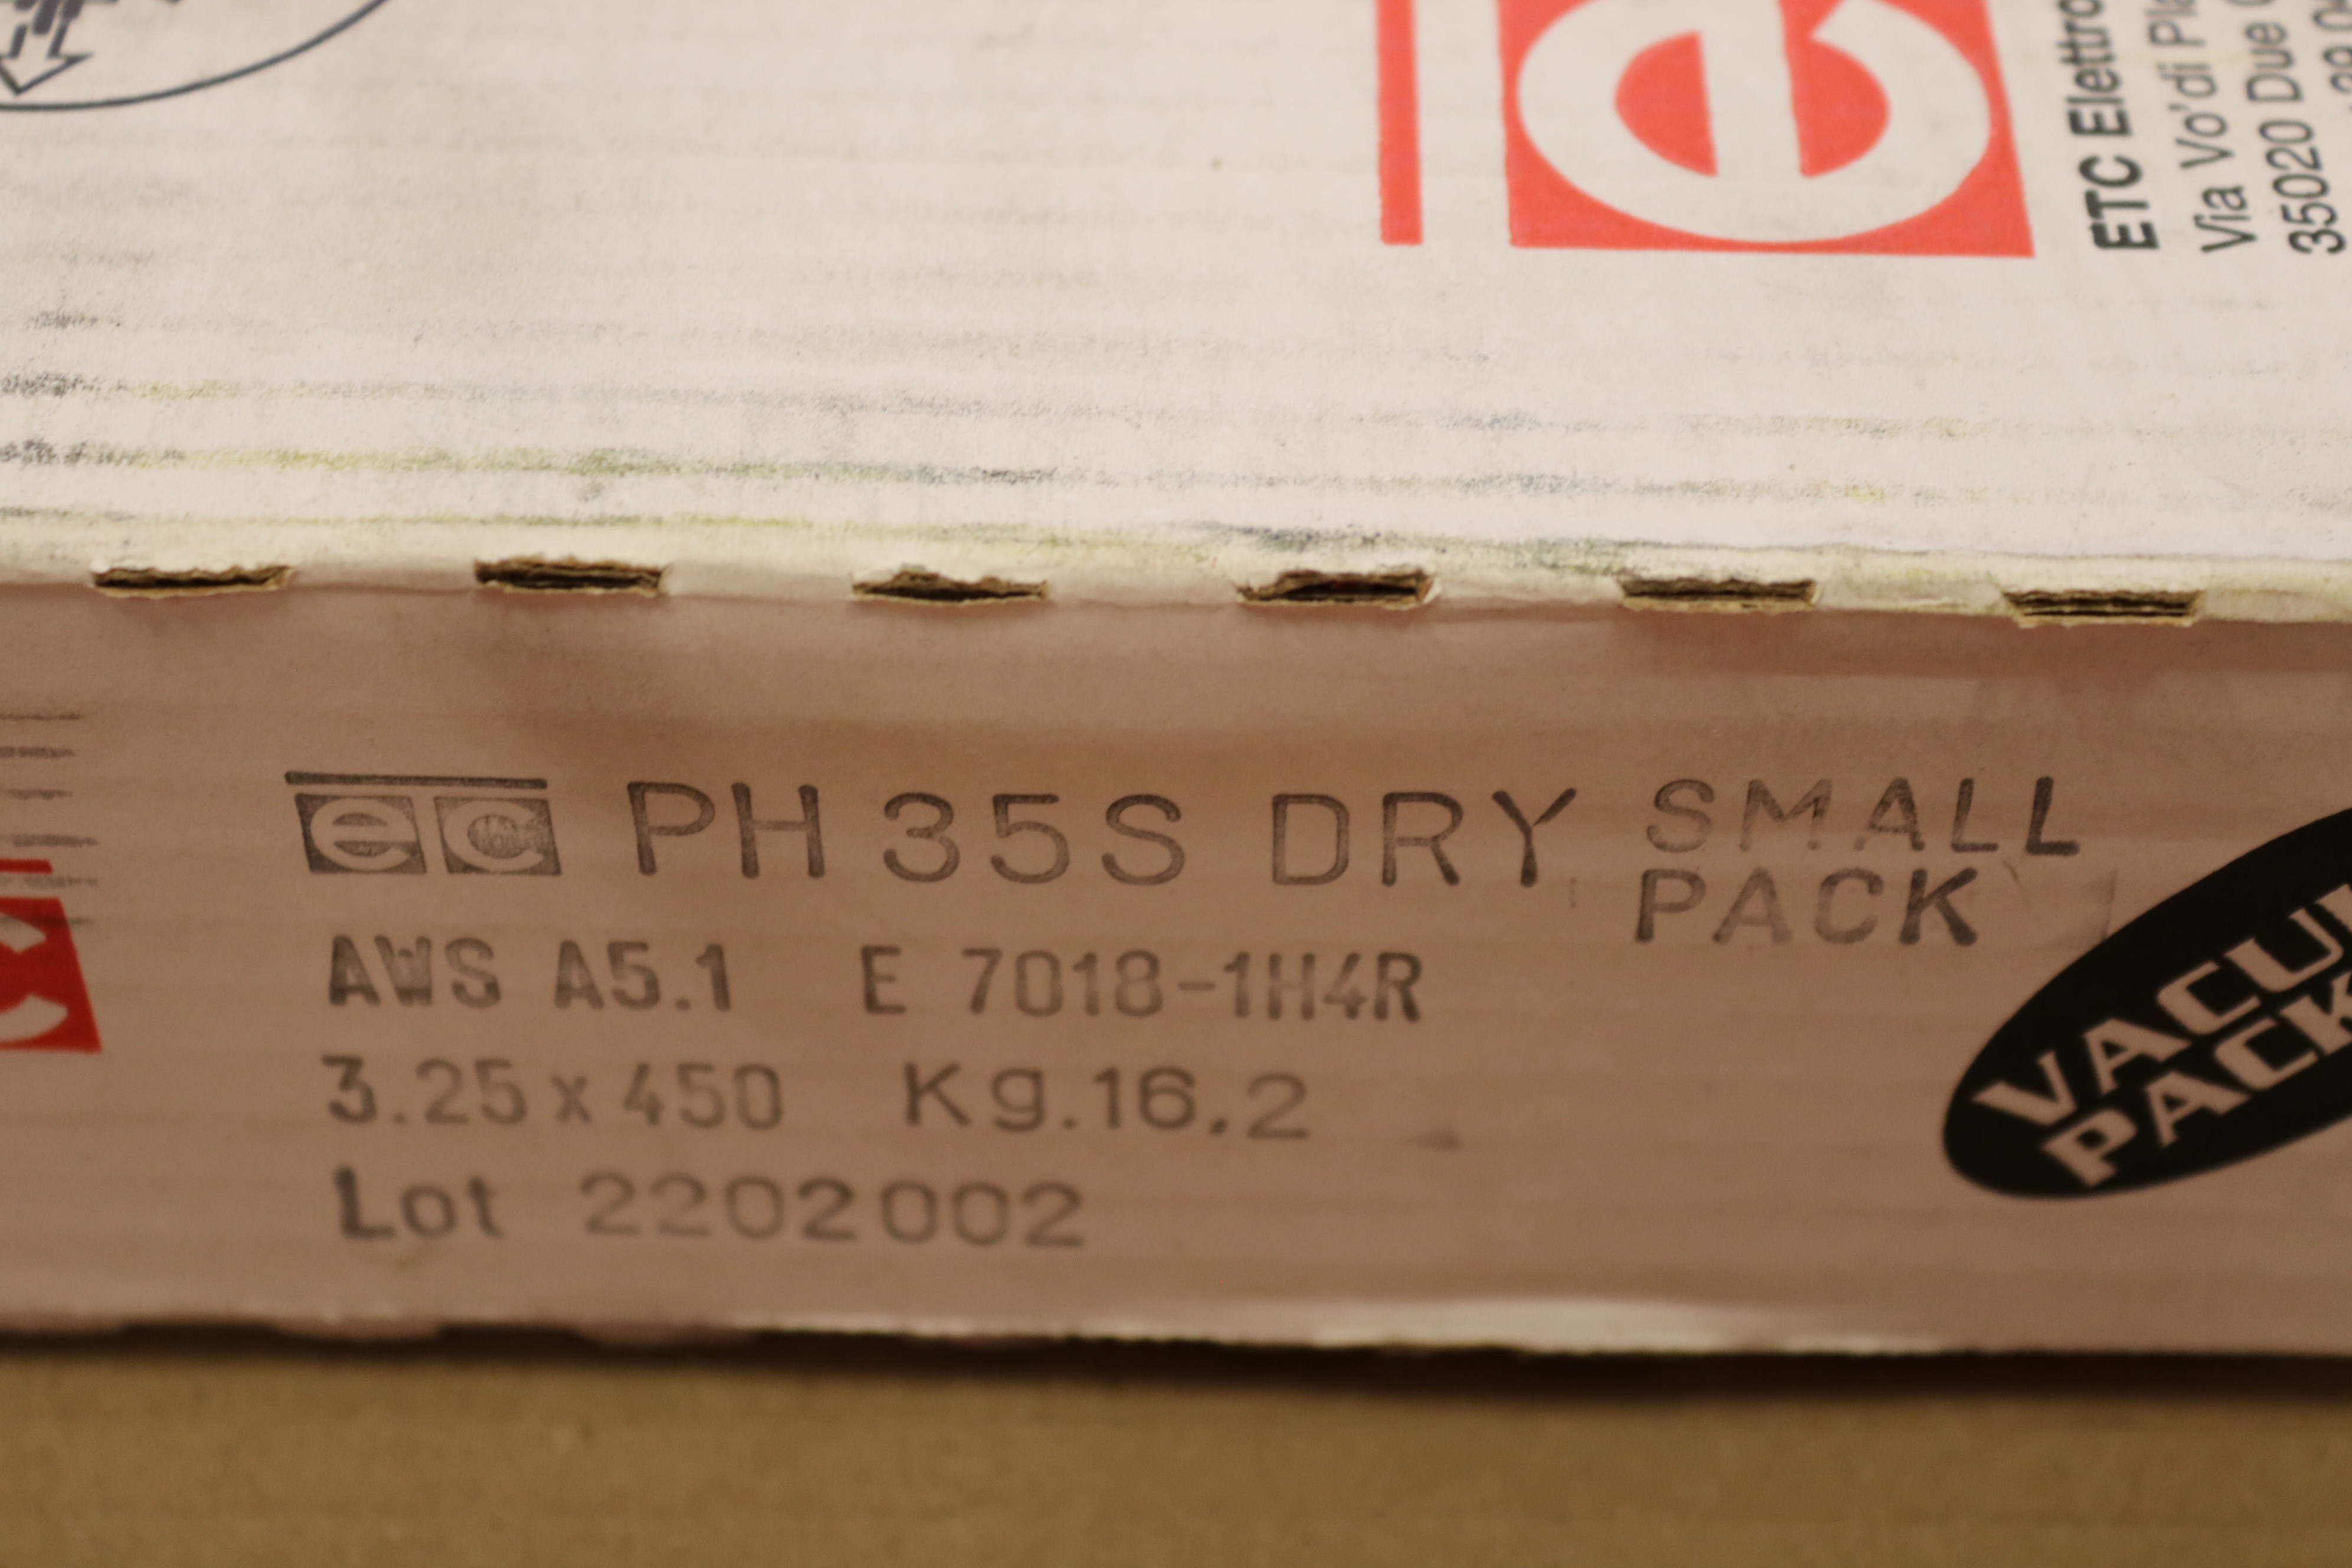 ETC Elettro
Via Vo'di
35020 Due
etc PH 35S DRY SMALL
PACK
AWS A5.1 E 7018-1H4R
3.25 x 450 Kg.16.2
Lot 2202002
VACU
PACK